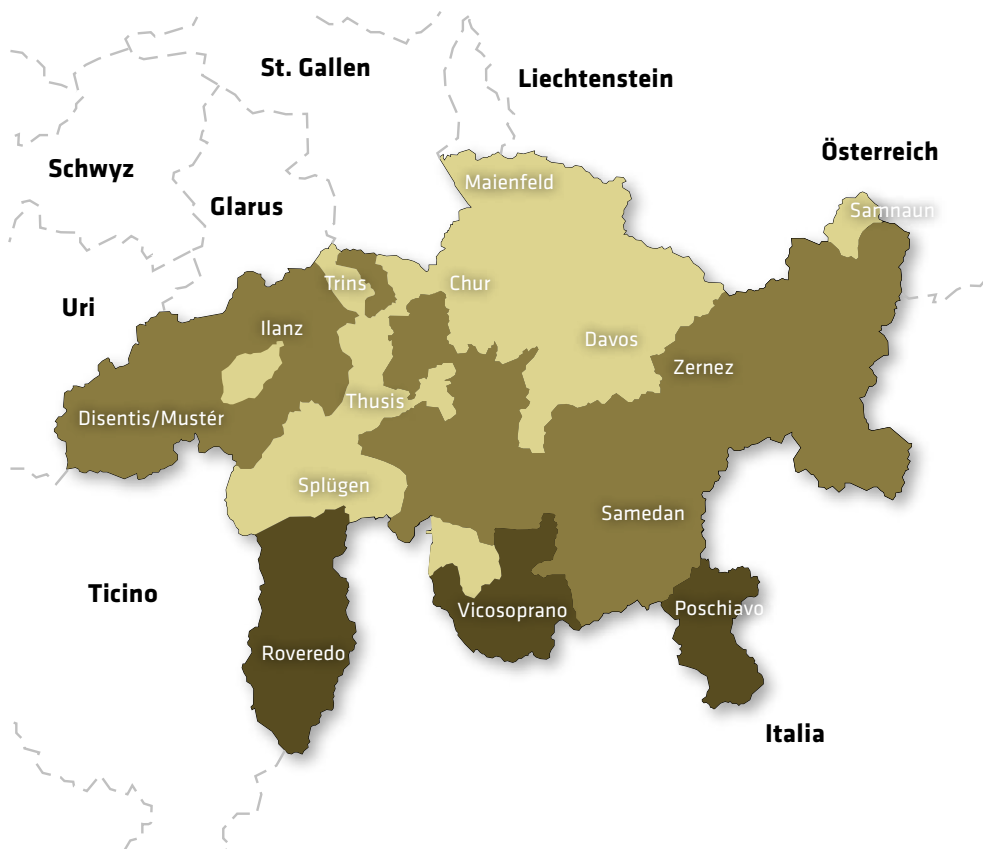 St. Gallen
Liechtenstein
Österreich
Schwyz
Maienfeld
Glarus
Samnaun
Trins
Chur
Uri
Ilanz
Davos
Zernez
Thusis
Disentis/Mustér
Splügen
Samedan
Ticino
Vicosoprano
Poschiavo
Roveredo
Italia